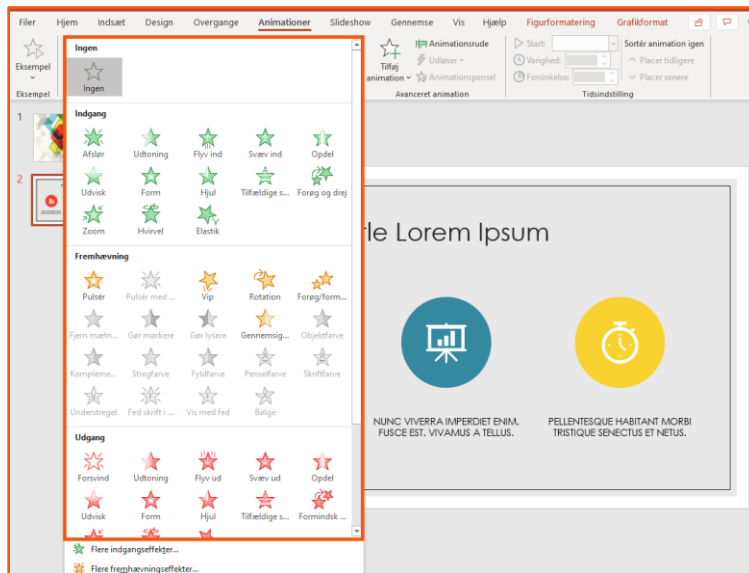 Filer Hjem Indsæt Design Overgange Animationer Slideshow Gennemse Vis Hjælp Figurformatering Grafikformat
Eksempel
Eksempel
Tilføj
animation
Animationsrude
Udløser
Animationspensel
Avanceret animation
Start:
Varighed:
Forsinkelse:
Sortér animation igen
Placer tidligere
Placer senere
Tidsindstilling
Ingen
Ingen
Indgang
Afslør Udtoning Flyv ind Svæv ind Opdel
Udvisk Form Hjul Tilfældige s... Forøg og drej
Zoom Hvirvel Elastik
Fremhævning
Pulsér Pulsér med ... Vip Rotation Forøg/form...
Fjern mætn... Gør mørkere Gør lysere Gennemsig... Objektfarve
Kompleme... Stregfarve Fyldfarve Penselfarve Skriftfarve
Understreget Fed skrift i ... Vis med fed Bølge
Udgang
Forsvind Udtoning Flyv ud Svæv ud Opdel
Udvisk Form Hjul Tilfældige s... Formindsk ...
Flere indgangseffekter...
Flere fremhævningseffekter...
1
2
le Lorem Ipsum
NUNC VIVERRA IMPERDIET ENIM.
FUSCE EST. VIVAMUS A TELLUS.
PELLENTESQUE HABITANT MORBI
TRISTIQUE SENECTUS ET NETUS.